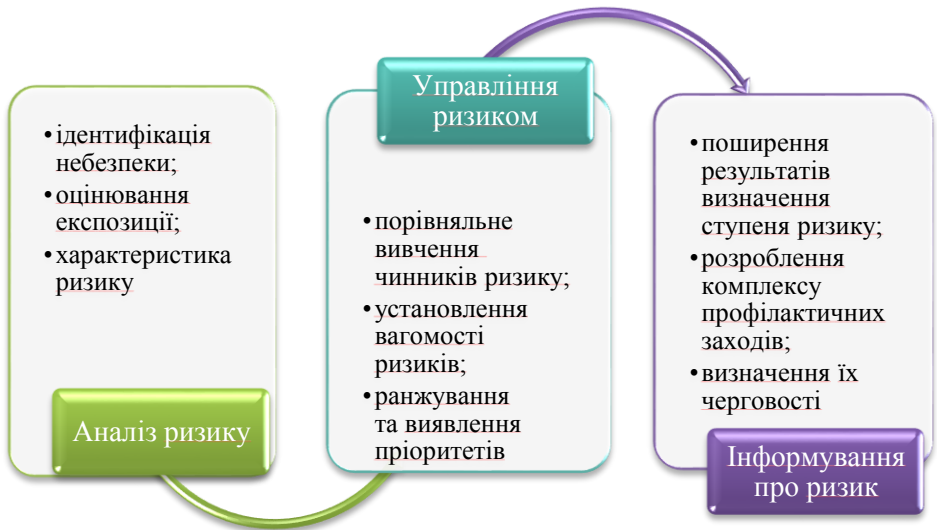 •ідентифікація
небезпеки;
•оцінювання
експозиції;
•характеристика
ризику
Аналіз ризику
Управління
ризиком
•порівняльне
вивчення
чинників ризику;
•установлення
вагомості
ризиків;
•ранжування
та виявлення
пріоритетів
•поширення
результатів
визначення
ступеня ризику;
•розроблення
комплексу
профілактичних
заходів;
•визначення їх
черговості
Інформування
про ризик